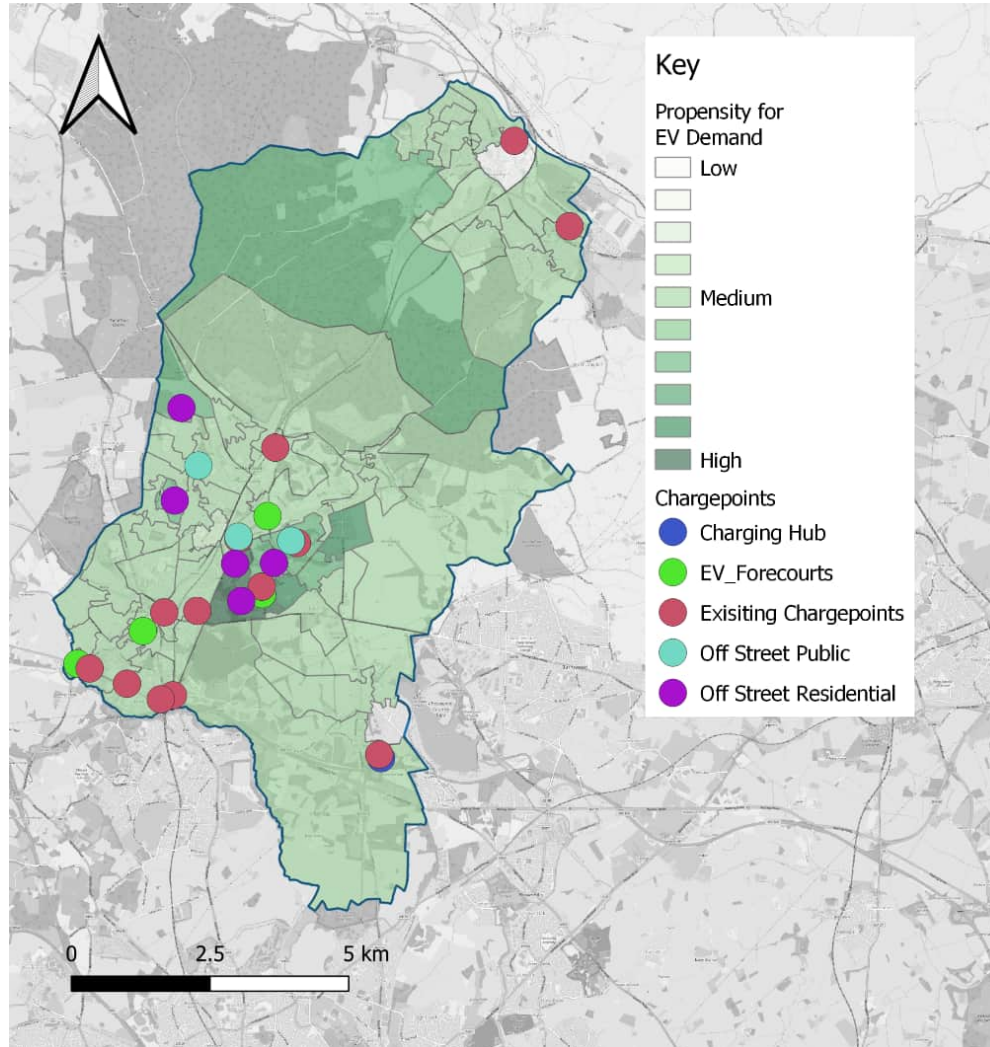 Key
Propensity for
EV Demand
Low
Medium
High
Chargepoints
Charging Hub
EV_Forecourts
Exisiting Chargepoints
Off Street Public
Off Street Residential
0 2.5 5 km